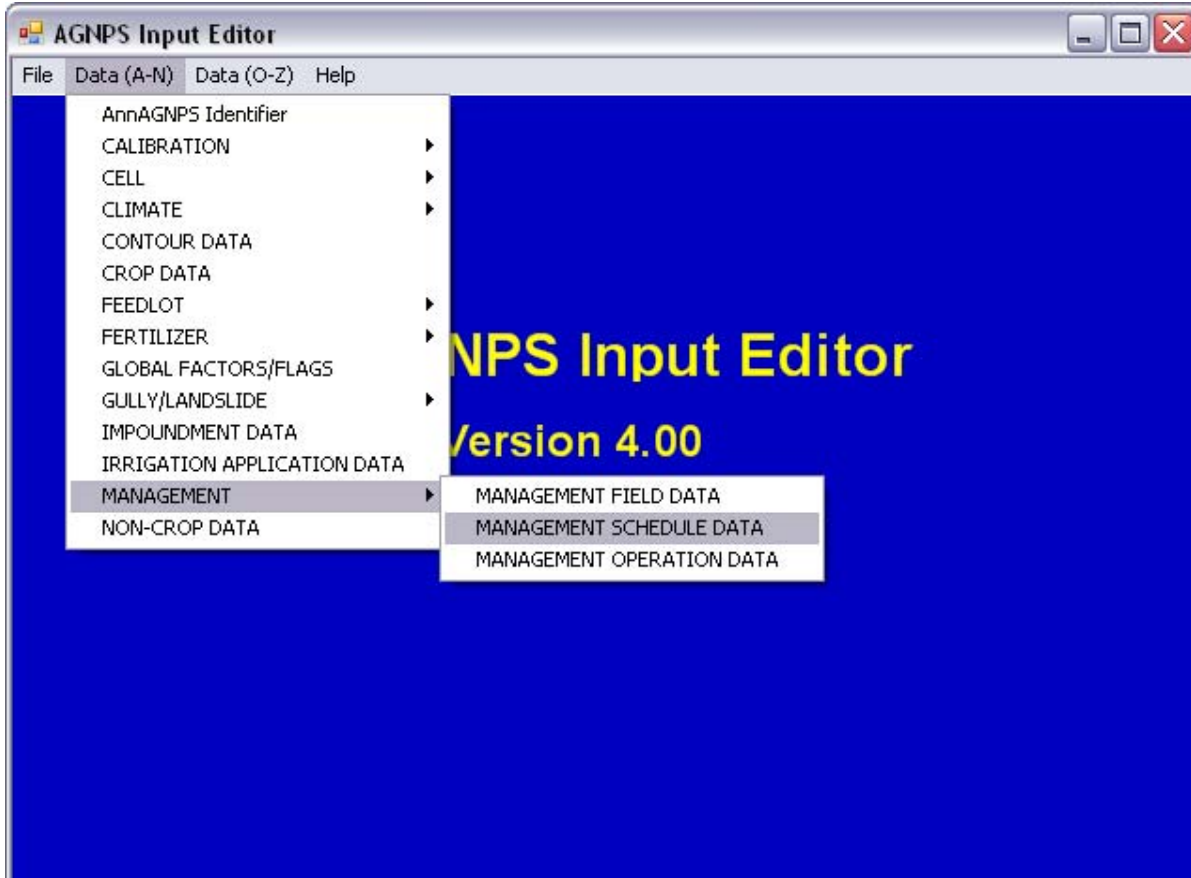 AGNPS Input Editor
File Data (A-N) Data (O-Z) Help
AnnAGNPS Identifier
CALIBRATION
CELL
CLIMATE
CONTOUR DATA
CROP DATA
FEEDLOT
FERTILIZER
GLOBAL FACTORS/FLAGS
GULLY/LANDSLIDE
IMPOUNDMENT DATA
IRRIGATION APPLICATION DATA
MANAGEMENT
NON-CROP DATA
MANAGEMENT FIELD DATA
MANAGEMENT SCHEDULE DATA
MANAGEMENT OPERATION DATA
NPS Input Editor
Version 4.00